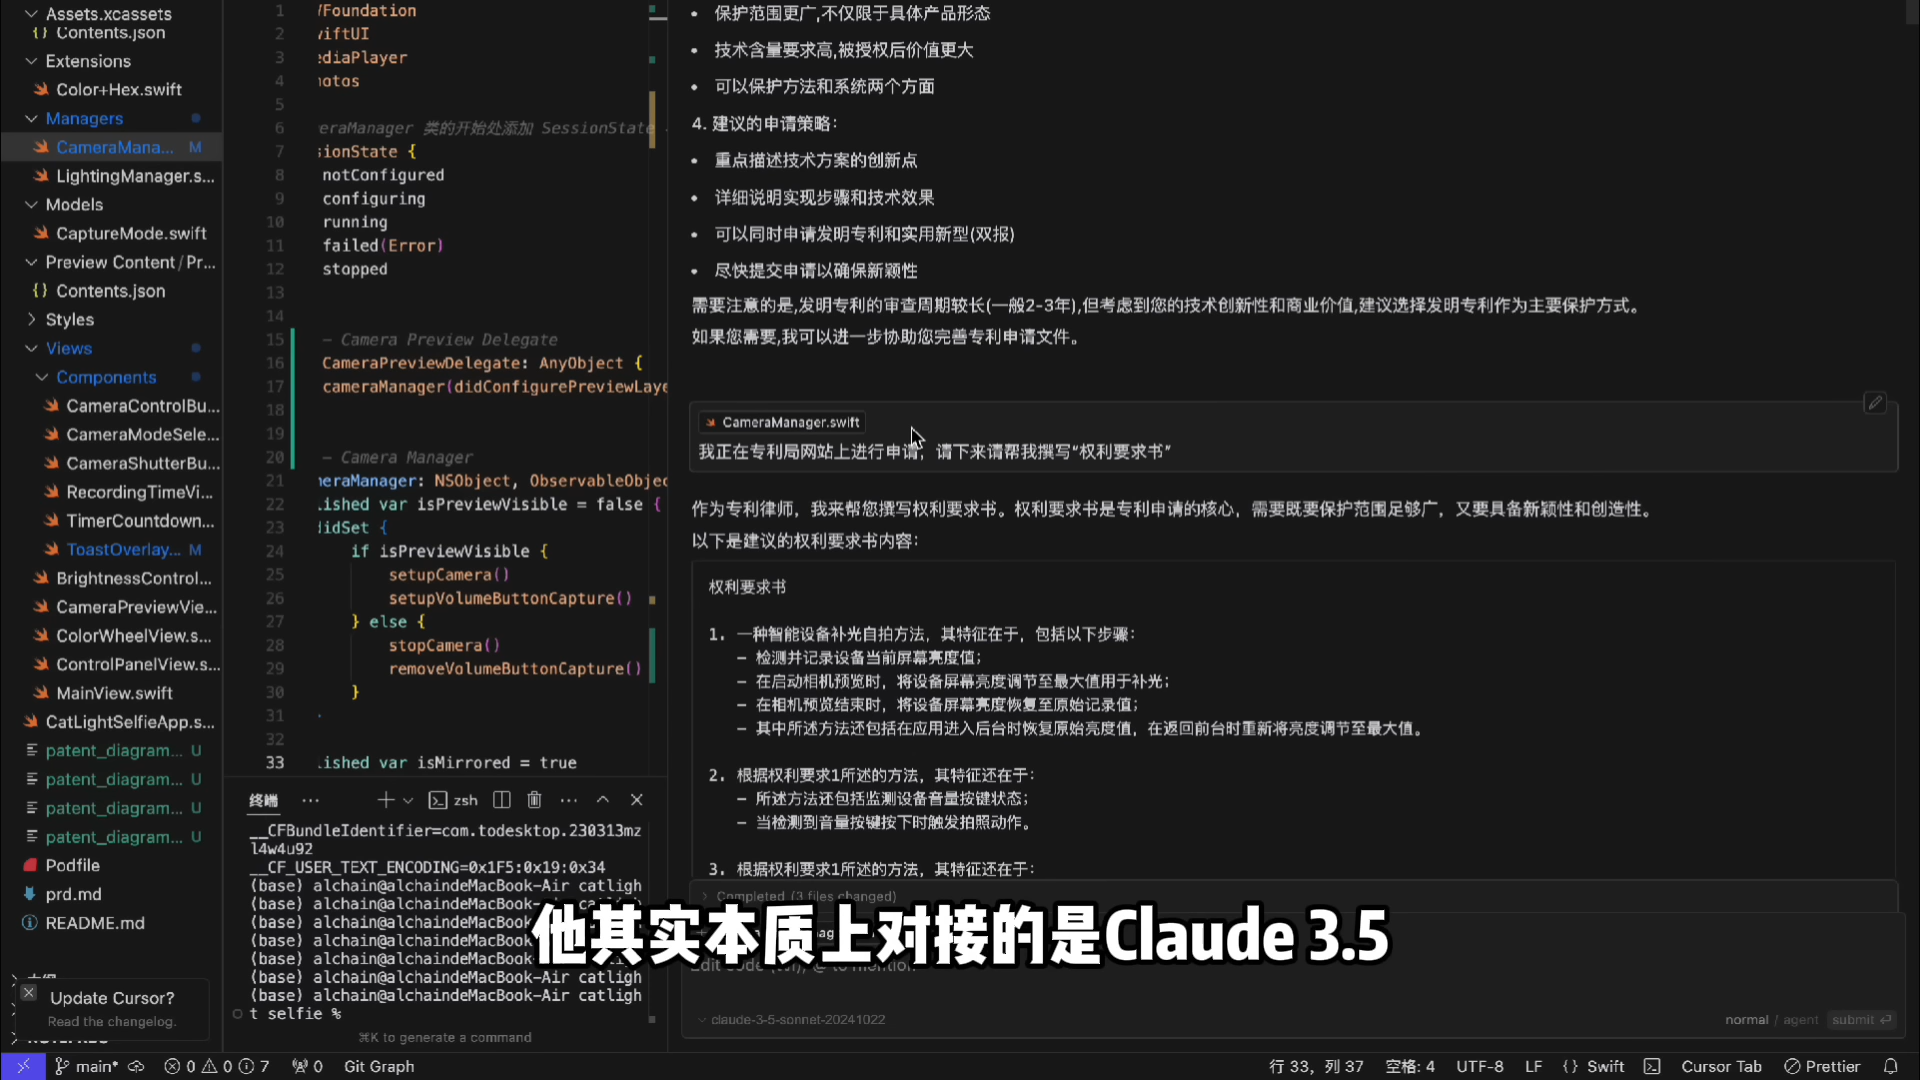 Assets.xcassets
Contents.json
Extensions
Color+Hex.swift
Managers
CameraMana... M
LightingManager.s...
Models
CaptureMode.swift
Preview Content/Pr...
Contents.json
Styles
Views
Components
CameraControlBu...
CameraModeSele...
CameraShutterBu...
RecordingTimeVi...
TimerCountdown...
ToastOverlay... M
BrightnessControl...
CameraPreviewVie...
ColorWheelView.s...
ControlPanelView.s...
MainView.swift
CatLightSelfieApp.s...
patent_diagram... U
patent_diagram... U
patent_diagram... U
patent_diagram... U
Podfile
prd.md
README.md
Update Cursor?
Read the changelog.
1 Foundation
2 wiftUI
3 ediaPlayer
4 otos
5
6 eraManager 类的开始处添加 SessionState
7 sionState {
8 notConfigured
9 configuring
10 running
11 failed(Error)
12 stopped
13
14
15 – Camera Preview Delegate
16 CameraPreviewDelegate: AnyObject {
17 cameraManager(didConfigurePreviewLaye
18
19
20 – Camera Manager
21 meraManager: NSObject, ObservableObjec
22 lished var isPreviewVisible = false {
23 didSet {
24 if isPreviewVisible {
25 setupCamera()
26 setupVolumeButtonCapture()
27 } else {
28 stopCamera()
29 removeVolumeButtonCapture()
30 }
31
32
33 lished var isMirrored = true
终端 ··· zsh ···
__CFBundleIdentifier=com.todesktop.230313mz
l4w4u92
__CF_USER_TEXT_ENCODING=0x1F5:0x19:0x34
(base) alchain@alchaindeMacBook-Air catligh
(base) alchain@alchaindeMacBook-Air catligh
(base) alchain@alchaindeMacBook-
(base) alchain@alchaindeMacBook-
(base) alchain@alchaindeMacBook-
(base) alchain@alchaindeMacBook-Air catligh
(base) alchain@alchaindeMacBook-Air catligh
t selfie %
⌘K to generate a command
• 保护范围更广,不仅限于具体产品形态
• 技术含量要求高,被授权后价值更大
• 可以保护方法和系统两个方面
4. 建议的申请策略:
• 重点描述技术方案的创新点
• 详细说明实现步骤和技术效果
• 可以同时申请发明专利和实用新型(双报)
• 尽快提交申请以确保新颖性
需要注意的是,发明专利的审查周期较长(一般2-3年),但考虑到您的技术创新性和商业价值,建议选择发明专利作为主要保护方式。
如果您需要,我可以进一步协助您完善专利申请文件。
CameraManager.swift
我正在专利局网站上进行申请，请下来请帮我撰写“权利要求书”
作为专利律师，我来帮您撰写权利要求书。权利要求书是专利申请的核心，需要既要保护范围足够广，又要具备新颖性和创造性。
以下是建议的权利要求书内容:
权利要求书
1. 一种智能设备补光自拍方法，其特征在于，包括以下步骤:
– 检测并记录设备当前屏幕亮度值;
– 在启动相机预览时，将设备屏幕亮度调节至最大值用于补光;
– 在相机预览结束时，将设备屏幕亮度恢复至原始记录值;
– 其中所述方法还包括在应用进入后台时恢复原始亮度值，在返回前台时重新将亮度调节至最大值。
2. 根据权利要求1所述的方法，其特征还在于:
– 所述方法还包括监测设备音量按键状态;
– 当检测到音量按键按下时触发拍照动作。
3. 根据权利要求1所述的方法，其特征还在于:
Completed (3 files changed)
他其实本质上对接的是Claude 3.5
claude-3-5-sonnet-20241022
normal / agent submit
main* 0 0 7 0 Git Graph
行 33，列 37 空格: 4 UTF-8 LF {} Swift Cursor Tab Prettier